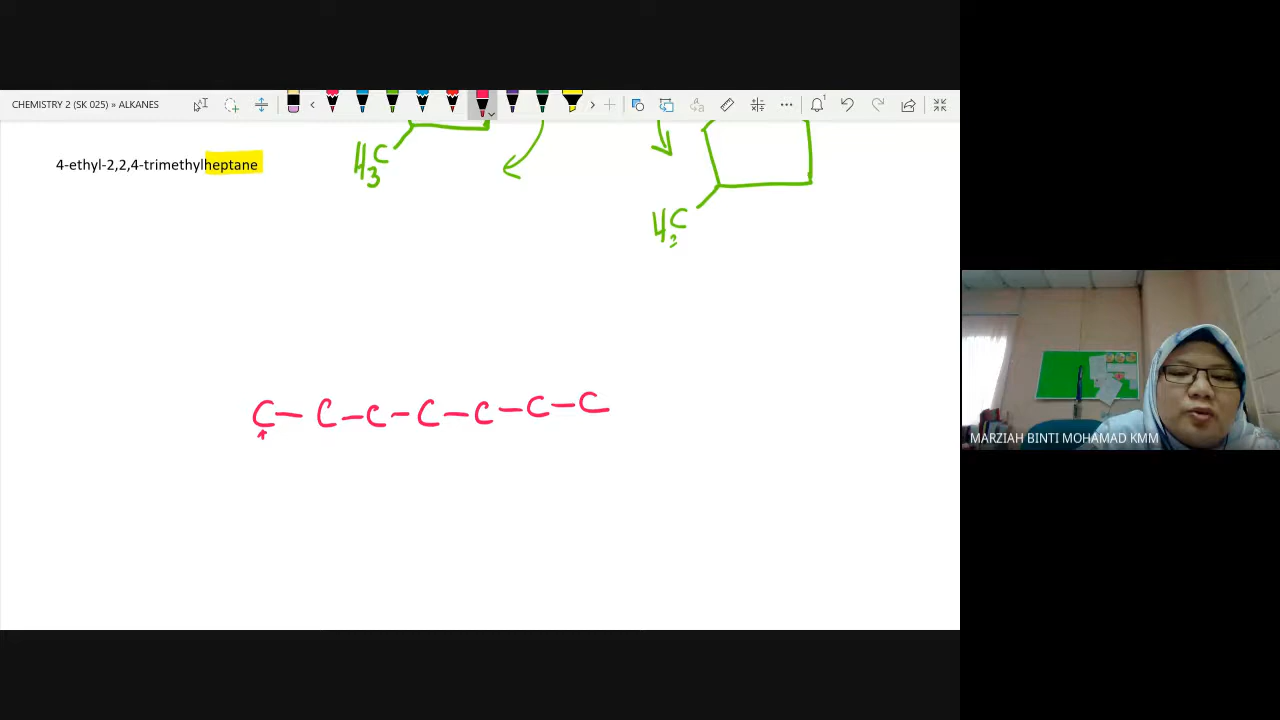 CHEMISTRY 2 (SK 025) » ALKANES
4-ethyl-2,2,4-trimethylheptane
H3C
H3C
C – C – C – C – C – C – C
MARZIAH BINTI MOHAMAD KMM